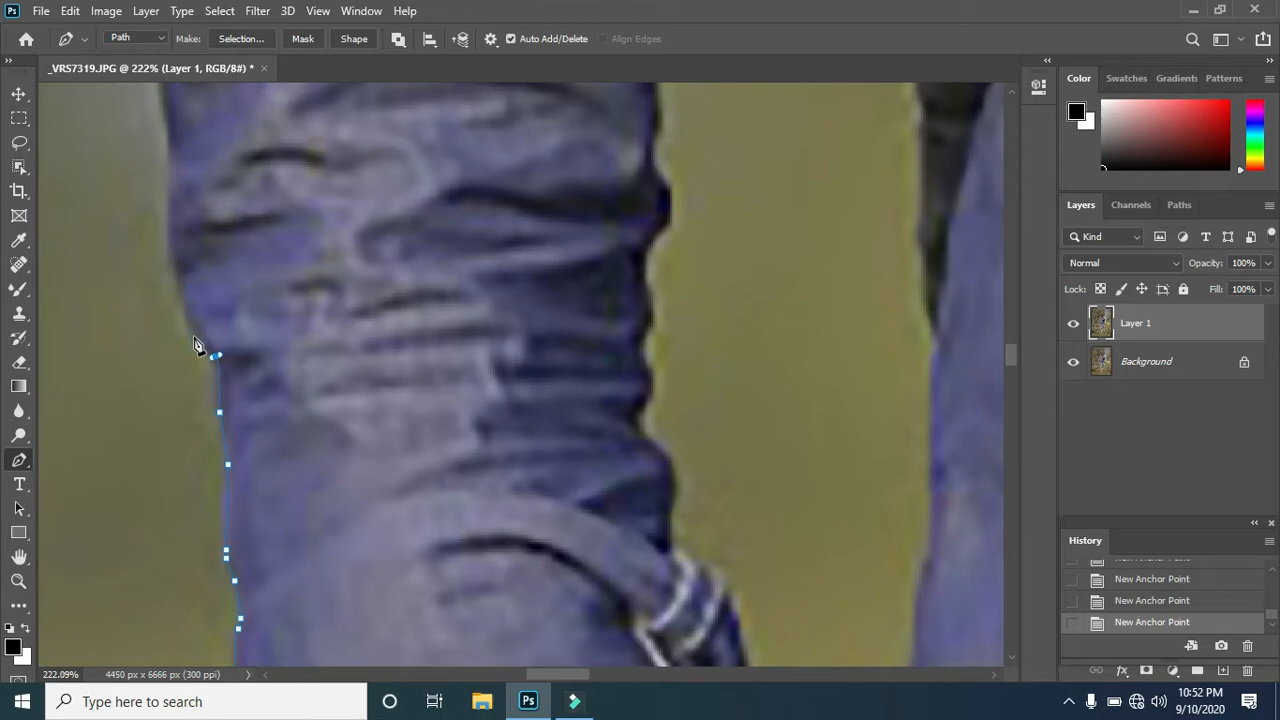 Ps File Edit Image Layer Type Select Filter 3D View Window Help
Path Make: Selection... Mask Shape Auto Add/Delete Align Edges
_VRS7319.JPG @ 222% (Layer 1, RGB/8#) *
Color Swatches Gradients Patterns
Layers Channels Paths
Kind
Normal Opacity: 100%
Lock: Fill: 100%
Layer 1
Background
History
New Anchor Point
New Anchor Point
New Anchor Point
222.09% 4450 px x 6666 px (300 ppi)
Type here to search
Ps
10:52 PM
9/10/2020